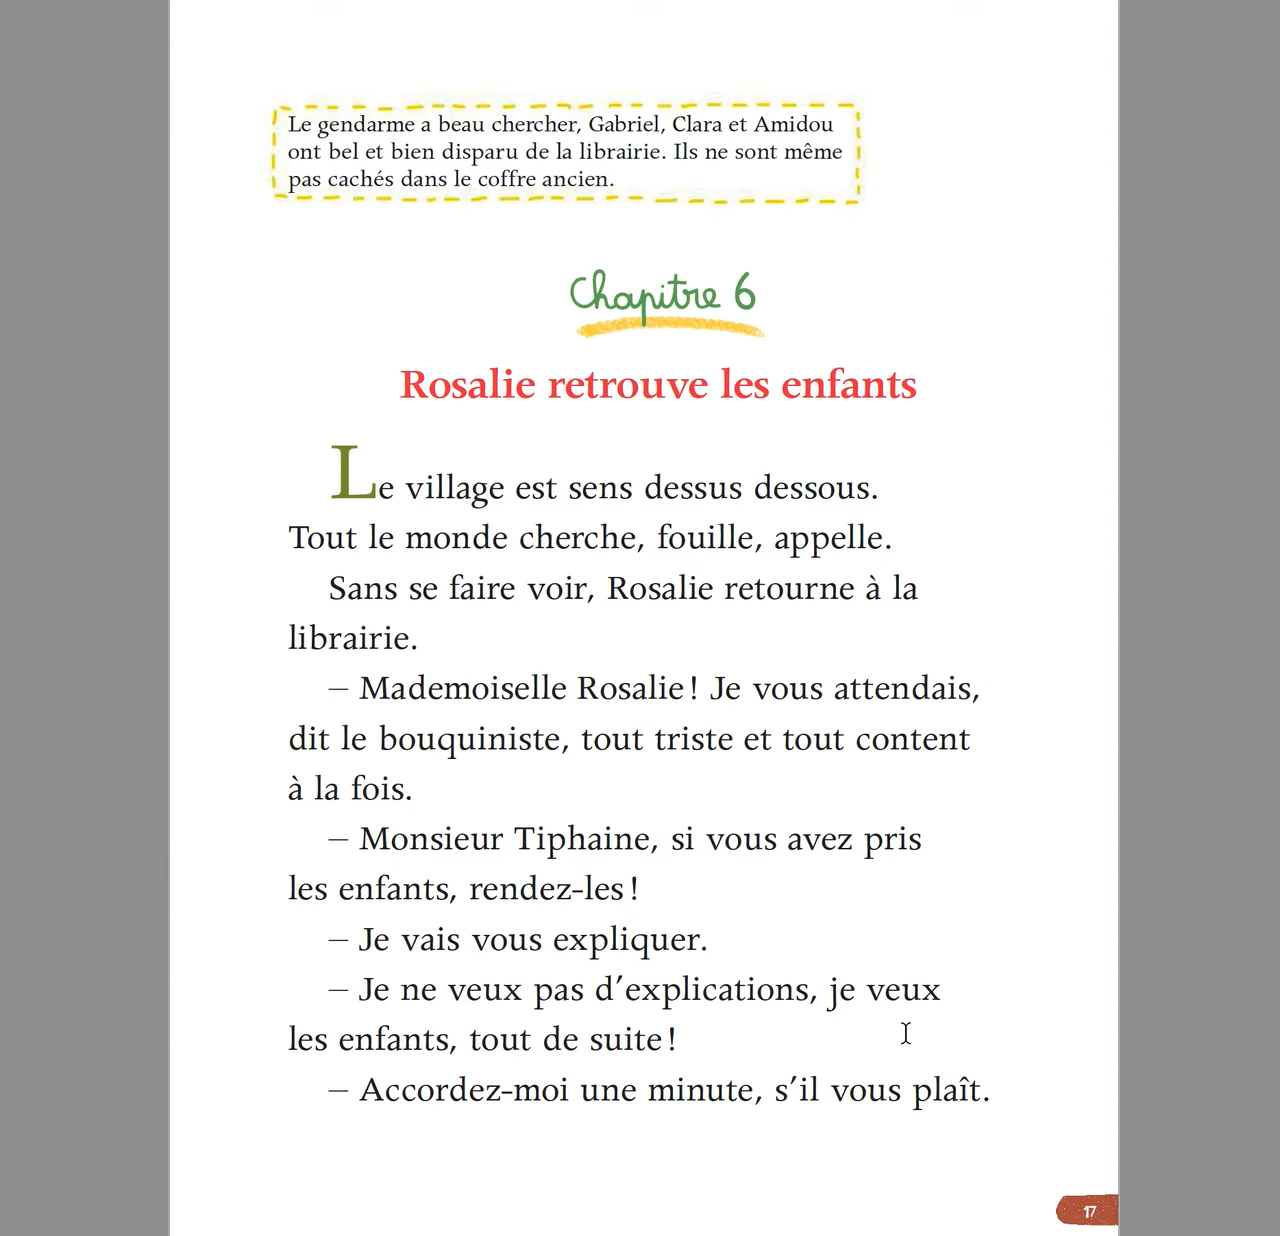 Le gendarme a beau chercher, Gabriel, Clara et Amidou
ont bel et bien disparu de la librairie. Ils ne sont même
pas cachés dans le coffre ancien.
Chapitre 6
Rosalie retrouve les enfants
Le village est sens dessus dessous.
Tout le monde cherche, fouille, appelle.
Sans se faire voir, Rosalie retourne à la
librairie.
– Mademoiselle Rosalie ! Je vous attendais,
dit le bouquiniste, tout triste et tout content
à la fois.
– Monsieur Tiphaine, si vous avez pris
les enfants, rendez-les !
– Je vais vous expliquer.
– Je ne veux pas d’explications, je veux
les enfants, tout de suite !
– Accordez-moi une minute, s’il vous plaît.
17